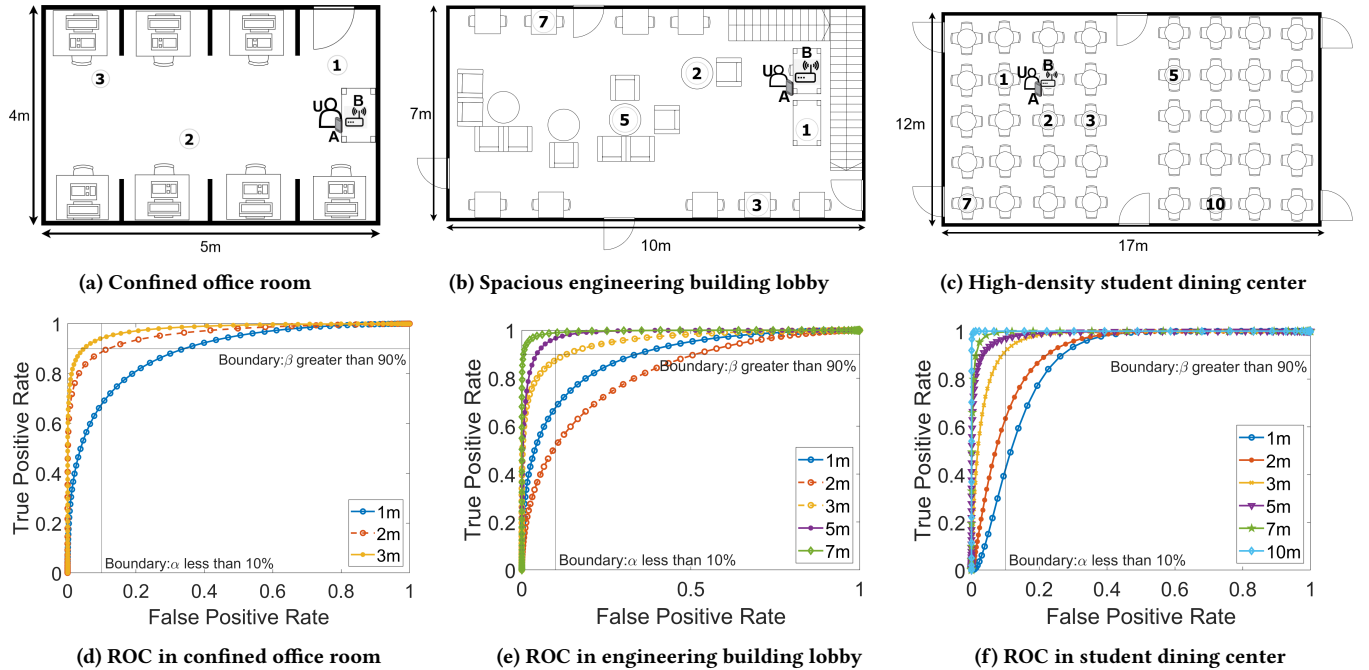 4m
3
2
1
U
B
A
5m
(a) Confined office room
7m
7
2
5
1
3
U
B
A
10m
(b) Spacious engineering building lobby
12m
1
U
B
A
2
3
5
7
10
17m
(c) High-density student dining center
True Positive Rate
1
0.8
0.6
0.4
0.2
0
Boundary:β greater than 90%
1m
2m
3m
Boundary:α less than 10%
0 0.2 0.4 0.6 0.8 1
False Positive Rate
(d) ROC in confined office room
True Positive Rate
1
0.8
0.6
0.4
0.2
0
Boundary:β greater than 90%
1m
2m
3m
5m
7m
Boundary:α less than 10%
0 0.5 1
False Positive Rate
(e) ROC in engineering building lobby
True Positive Rate
1
0.8
0.6
0.4
0.2
0
Boundary:β greater than 90%
1m
2m
3m
5m
7m
10m
Boundary:α less than 10%
0 0.2 0.4 0.6 0.8 1
False Positive Rate
(f) ROC in student dining center